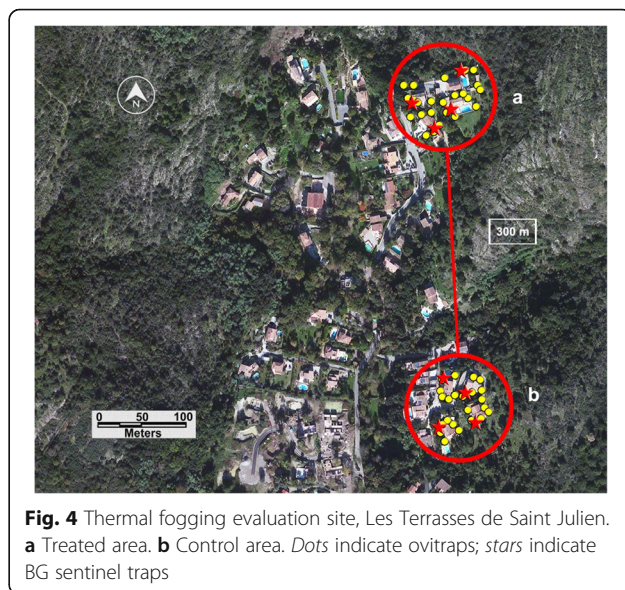 N
a
300 m
b
0 50 100
Meters
Fig. 4 Thermal fogging evaluation site, Les Terrasses de Saint Julien.
a Treated area. b Control area. Dots indicate ovitraps; stars indicate
BG sentinel traps